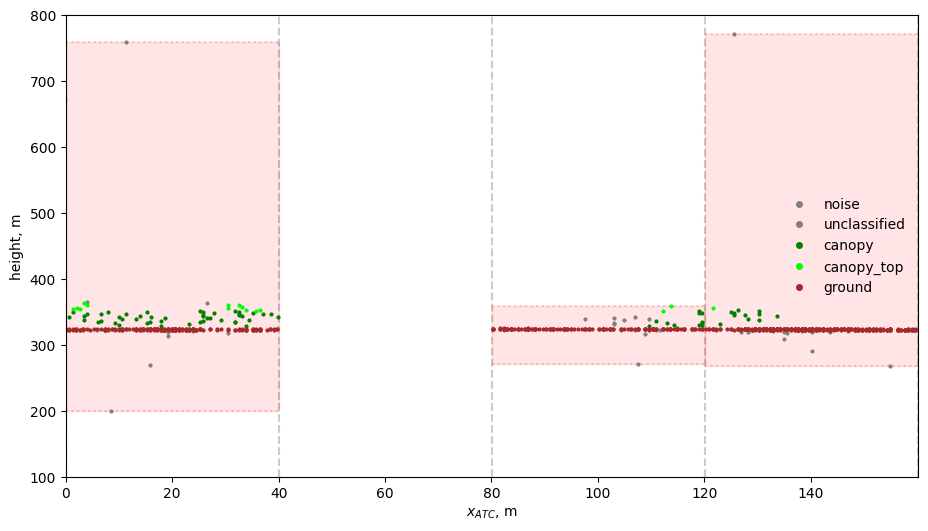 800
700
600
500
400
300
200
100
height, m
noise
unclassified
canopy
canopy_top
ground
0 20 40 60 80 100 120 140
x_ATC, m